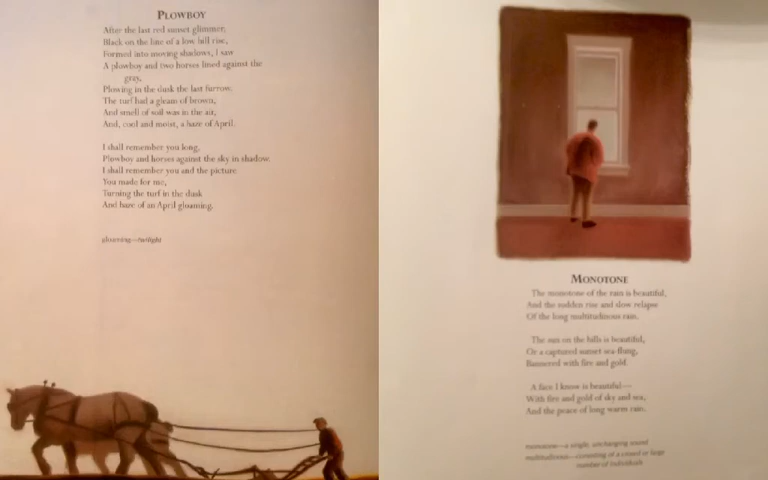 PLOWBOY
After the last red sunset glimmer,
Black on the line of a low hill rise,
Formed into moving shadows, I saw
A plowboy and two horses lined against the
gray,
Plowing in the dusk the last furrow.
The turf had a gleam of brown,
And smell of soil was in the air,
And, cool and moist, a haze of April.
I shall remember you long,
Plowboy and horses against the sky in shadow.
I shall remember you and the picture
You made for me,
Turning the turf in the dusk
And haze of an April gloaming.
gloaming—twilight
MONOTONE
The monotone of the rain is beautiful,
And the sudden rise and slow relapse
Of the long multitudinous rain.
The sun on the hills is beautiful,
Or a captured sunset sea-flung,
Bannered with fire and gold.
A face I know is beautiful—
With fire and gold of sky and sea,
And the peace of long warm rain.
monotone—a single, unchanging sound
multitudinous—consisting of a crowd or large
number of individuals